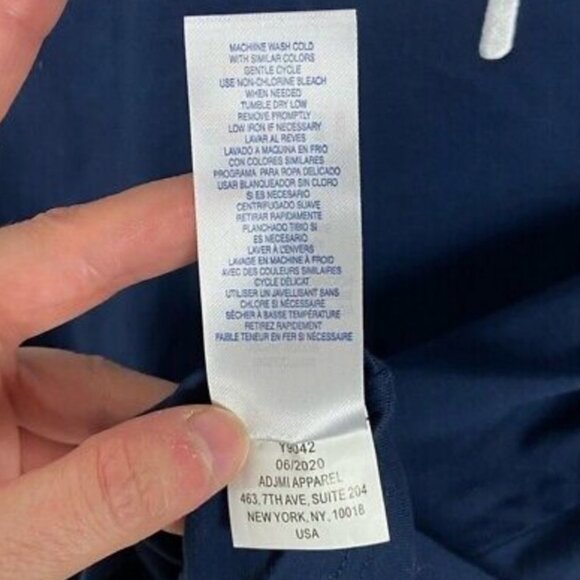 MACHINE WASH COLD
WITH SIMILAR COLORS
GENTLE CYCLE
USE NON-CHLORINE BLEACH
WHEN NEEDED
TUMBLE DRY LOW
REMOVE PROMPTLY
LOW IRON IF NECESSARY
LAVAR AL REVES
LAVADO A MAQUINA EN FRIO
CON COLORES SIMILARES
PROGRAMA PARA ROPA DELICADO
USAR BLANQUEADOR SIN CLORO
SI ES NECESARIO
CENTRIFUGADO SUAVE
RETIRAR RAPIDAMENTE
PLANCHADO TIBIO SI
ES NECESARIO
LAVER À L'ENVERS
LAVAGE EN MACHINE À FROID
AVEC DES COULEURS SIMILAIRES
CYCLE DÉLICAT
UTILISER UN JAVELLISANT SANS
CHLORE SI NÉCESSAIRE
SÉCHER À BASSE TEMPÉRATURE
RETIREZ RAPIDEMENT
FAIBLE TENEUR EN FER SI NÉCESSAIRE
Y9042
06/2020
ADJMI APPAREL
463, 7TH AVE, SUITE 204
NEW YORK, NY, 10018
USA